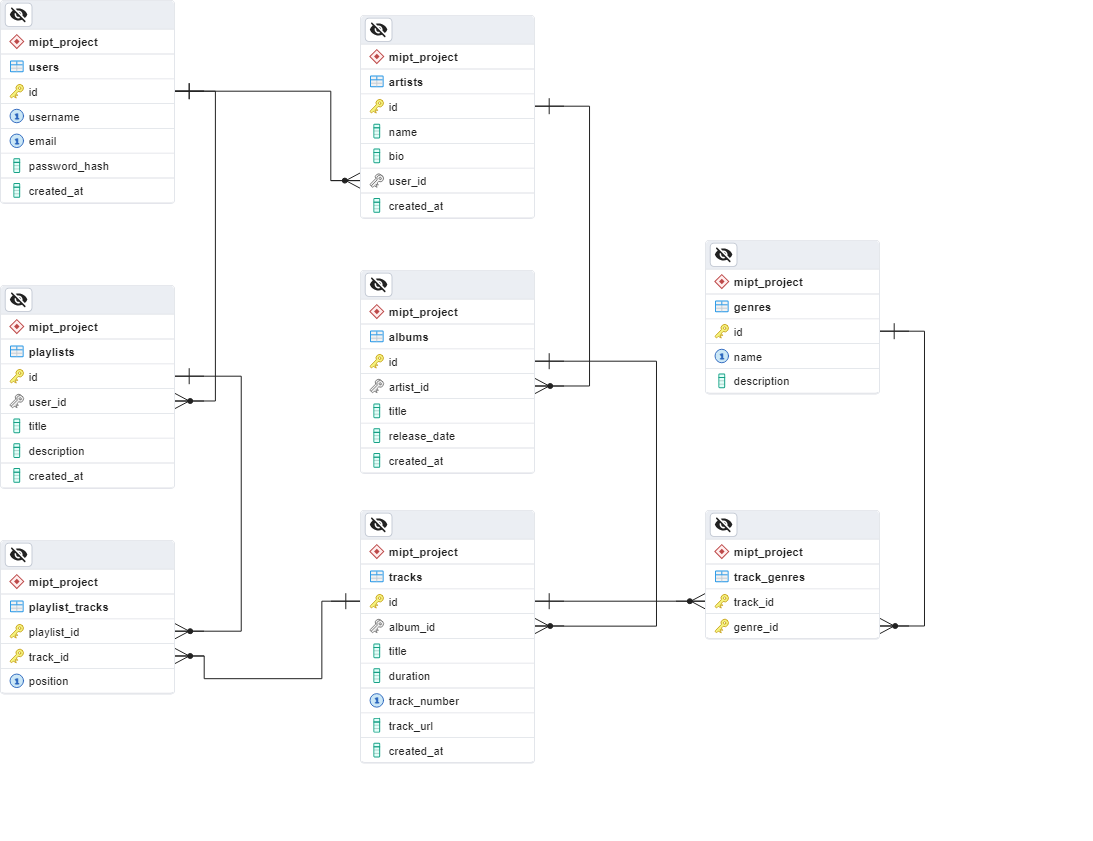 mipt_project
users
id
username
email
password_hash
created_at
mipt_project
artists
id
name
bio
user_id
created_at
mipt_project
playlists
id
user_id
title
description
created_at
mipt_project
albums
id
artist_id
title
release_date
created_at
mipt_project
genres
id
name
description
mipt_project
playlist_tracks
playlist_id
track_id
position
mipt_project
tracks
id
album_id
title
duration
track_number
track_url
created_at
mipt_project
track_genres
track_id
genre_id